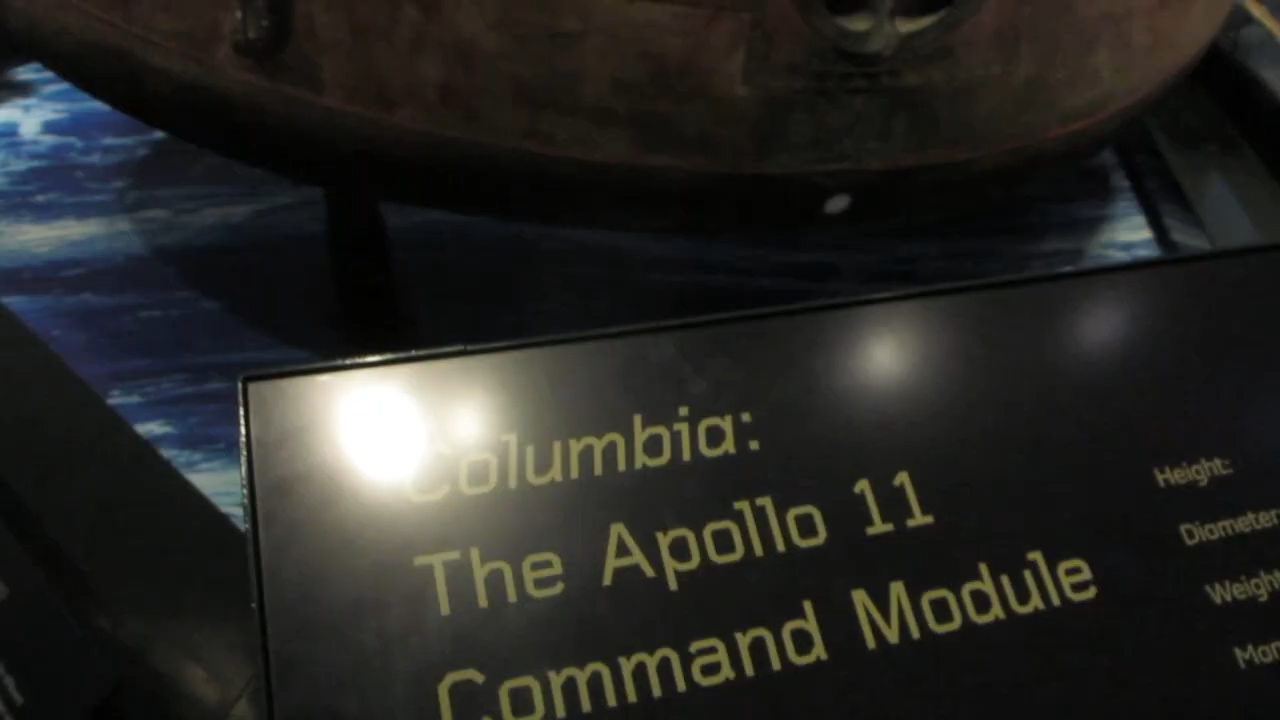 Columbia:
The Apollo 11
Command Module
Height:
Diameter
Weight